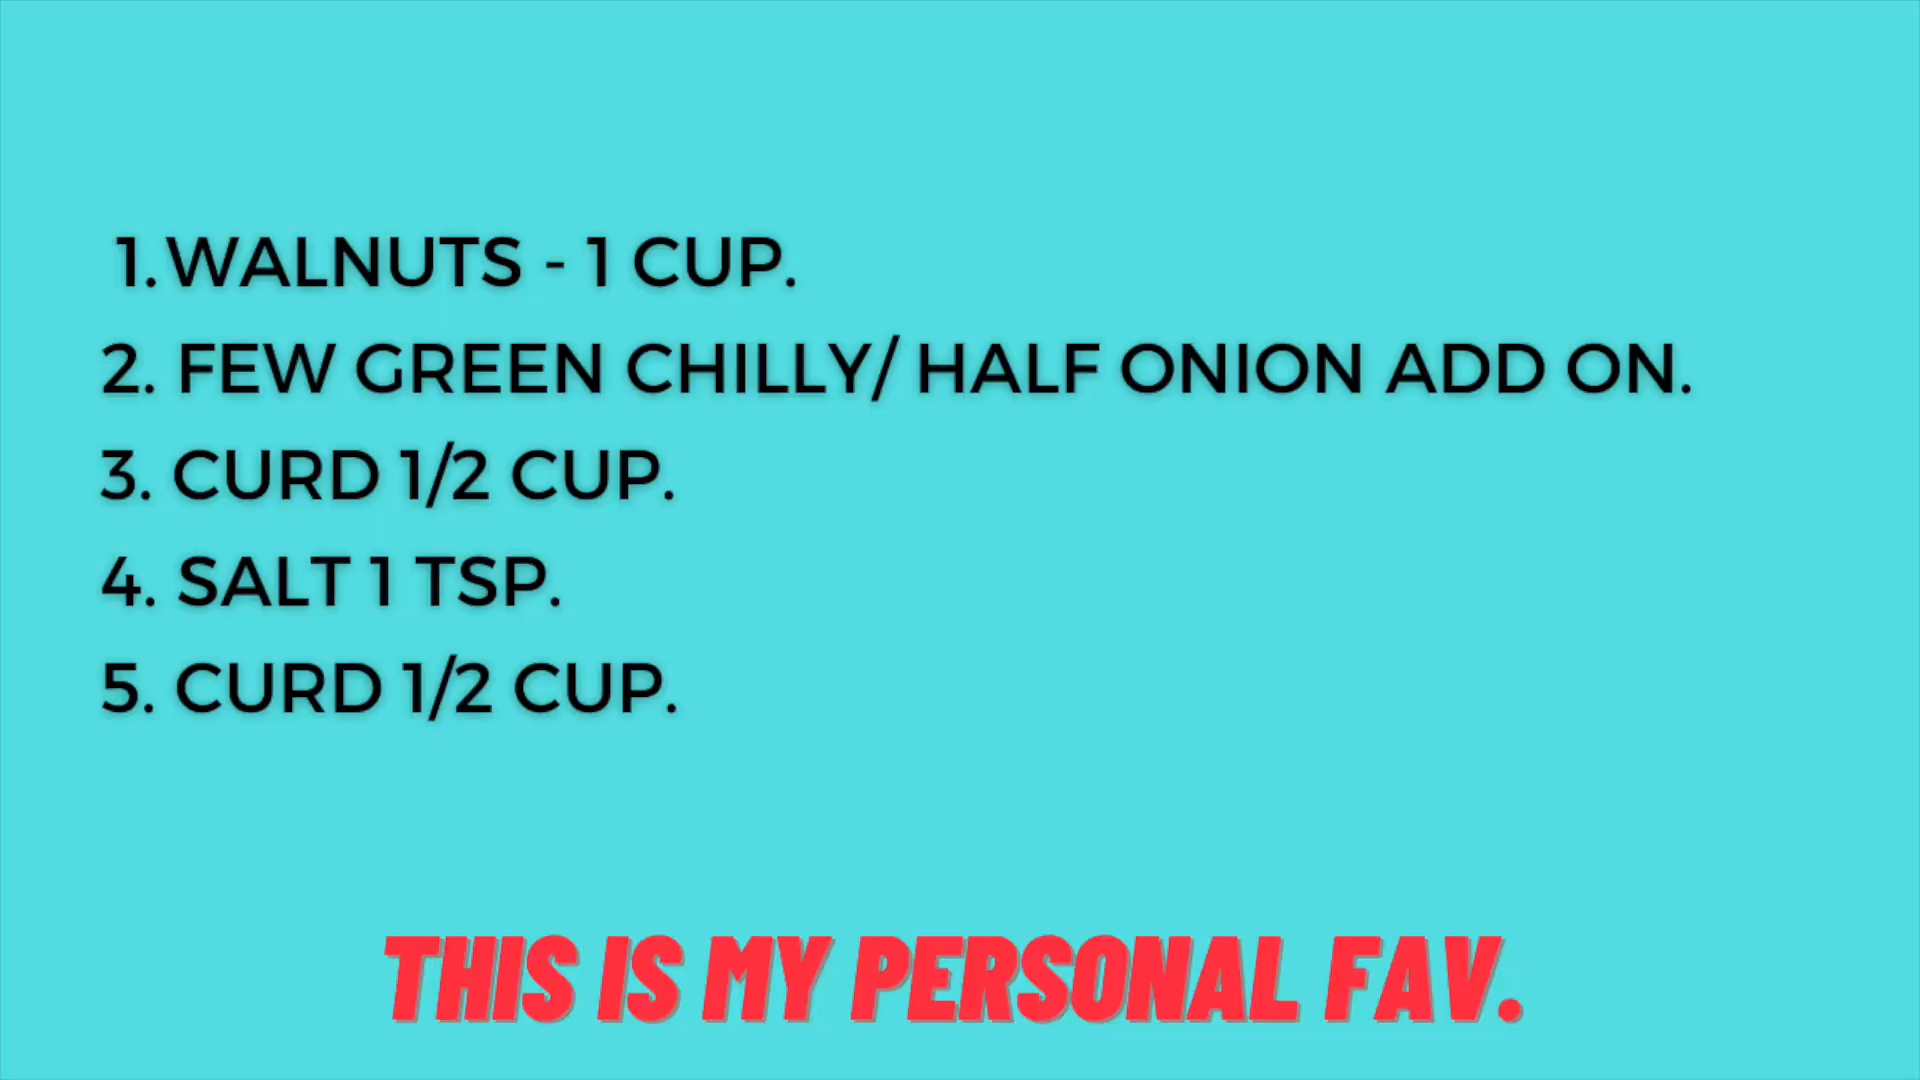 1. WALNUTS - 1 CUP.
2. FEW GREEN CHILLY/ HALF ONION ADD ON.
3. CURD 1/2 CUP.
4. SALT 1 TSP.
5. CURD 1/2 CUP.
THIS IS MY PERSONAL FAV.